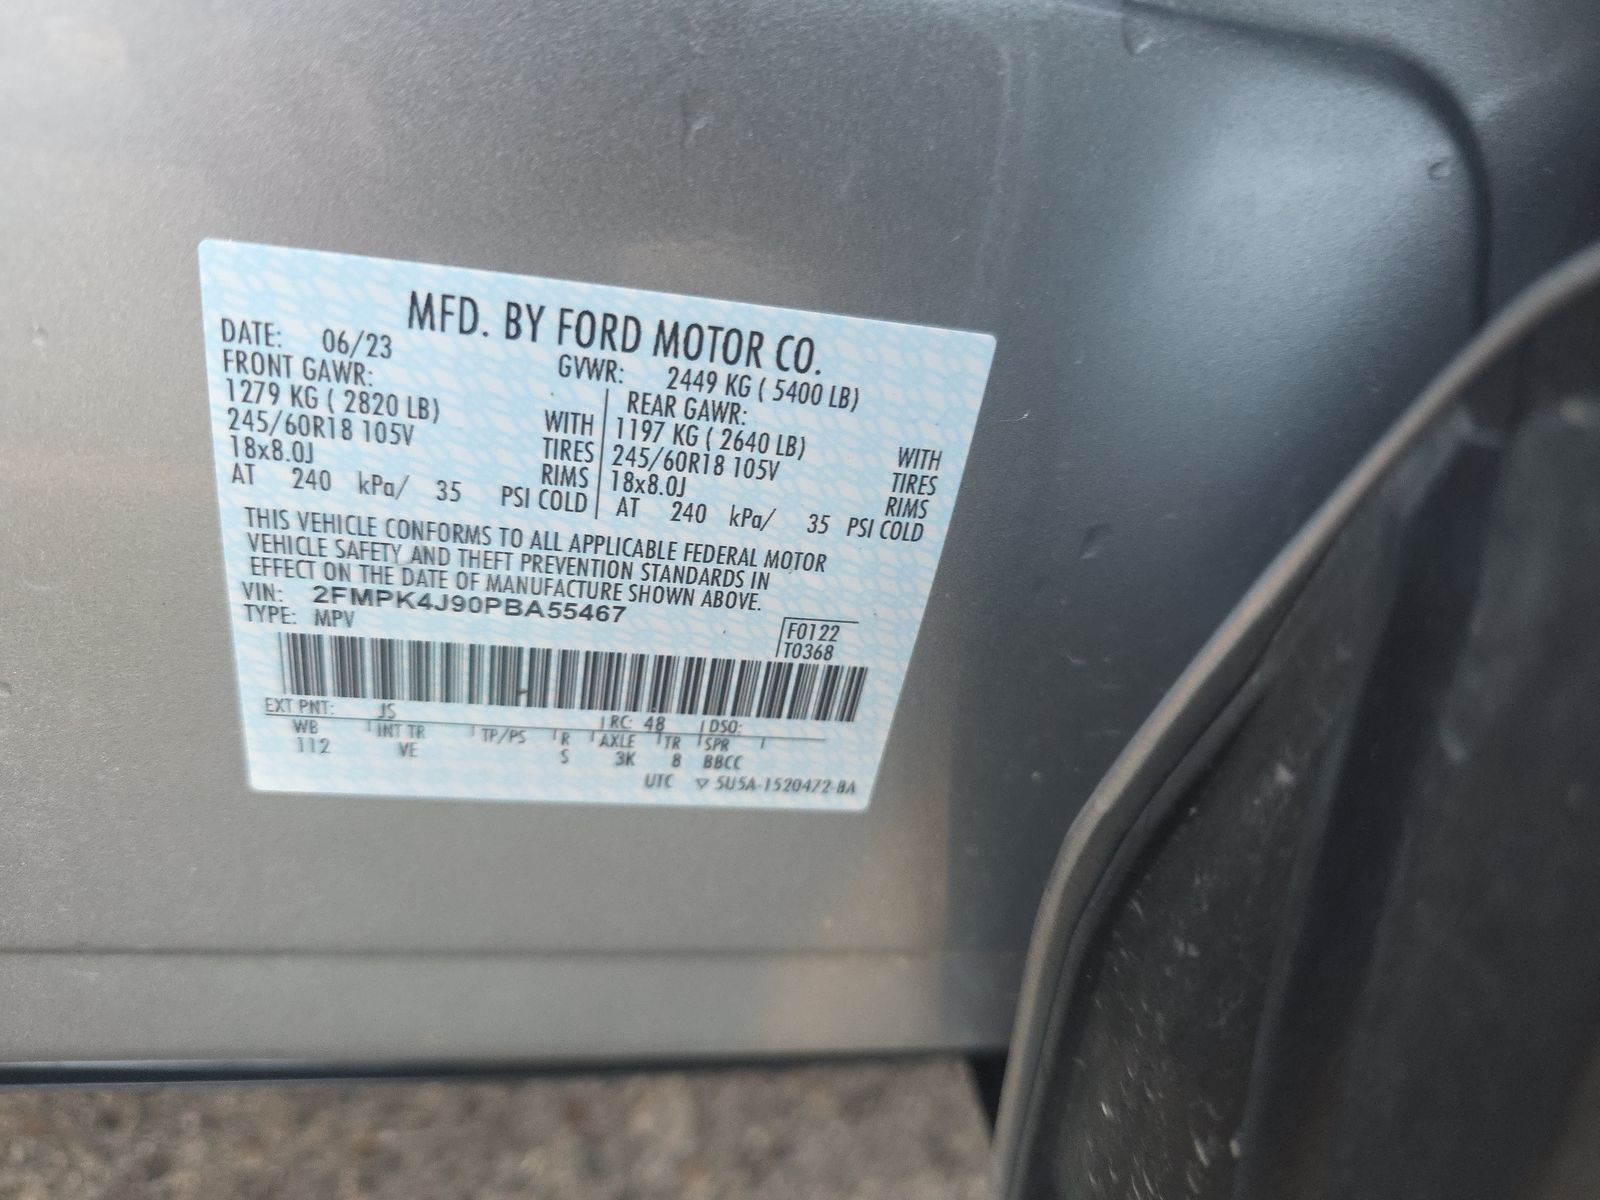 MFD. BY FORD MOTOR CO.
DATE: 06/23 GVWR: 2449 KG ( 5400 LB)
FRONT GAWR: REAR GAWR:
1279 KG ( 2820 LB) WITH 1197 KG ( 2640 LB) WITH
245/60R18 105V TIRES 245/60R18 105V TIRES
18x8.0J RIMS 18x8.0J RIMS
AT 240 kPa/ 35 PSI COLD AT 240 kPa/ 35 PSI COLD
THIS VEHICLE CONFORMS TO ALL APPLICABLE FEDERAL MOTOR
VEHICLE SAFETY AND THEFT PREVENTION STANDARDS IN
EFFECT ON THE DATE OF MANUFACTURE SHOWN ABOVE.
VIN: 2FMPK4J90PBA55467
TYPE: MPV F0122
T0368
EXT PNT: JS RC: 48 DSO:
WB INT TR TP/PS R AXLE TR SPR
112 VE S 3K 8 BBCC
UTC ▽ 5U5A-1520472-BA